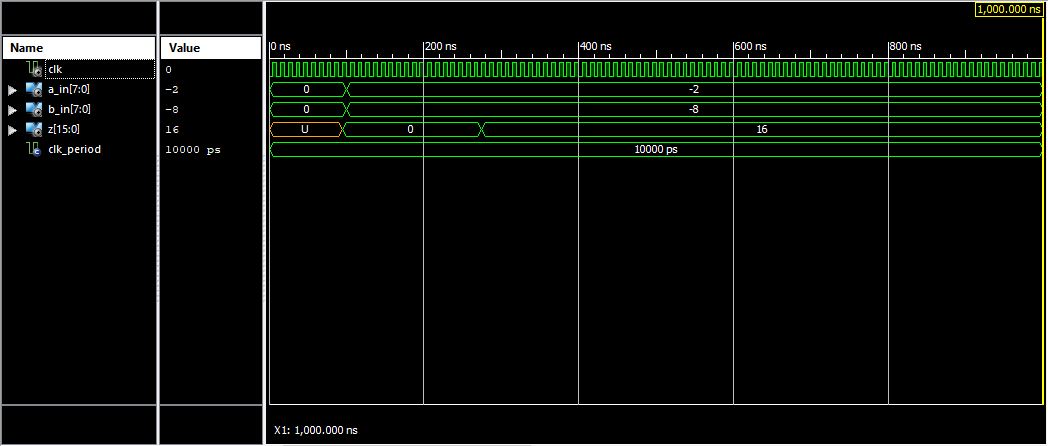 1,000.000 ns
Name Value
0 ns 200 ns 400 ns 600 ns 800 ns
clk 0
a_in[7:0] -2 0 -2
b_in[7:0] -8 0 -8
z[15:0] 16 U 0 16
clk_period 10000 ps 10000 ps
X1: 1,000.000 ns